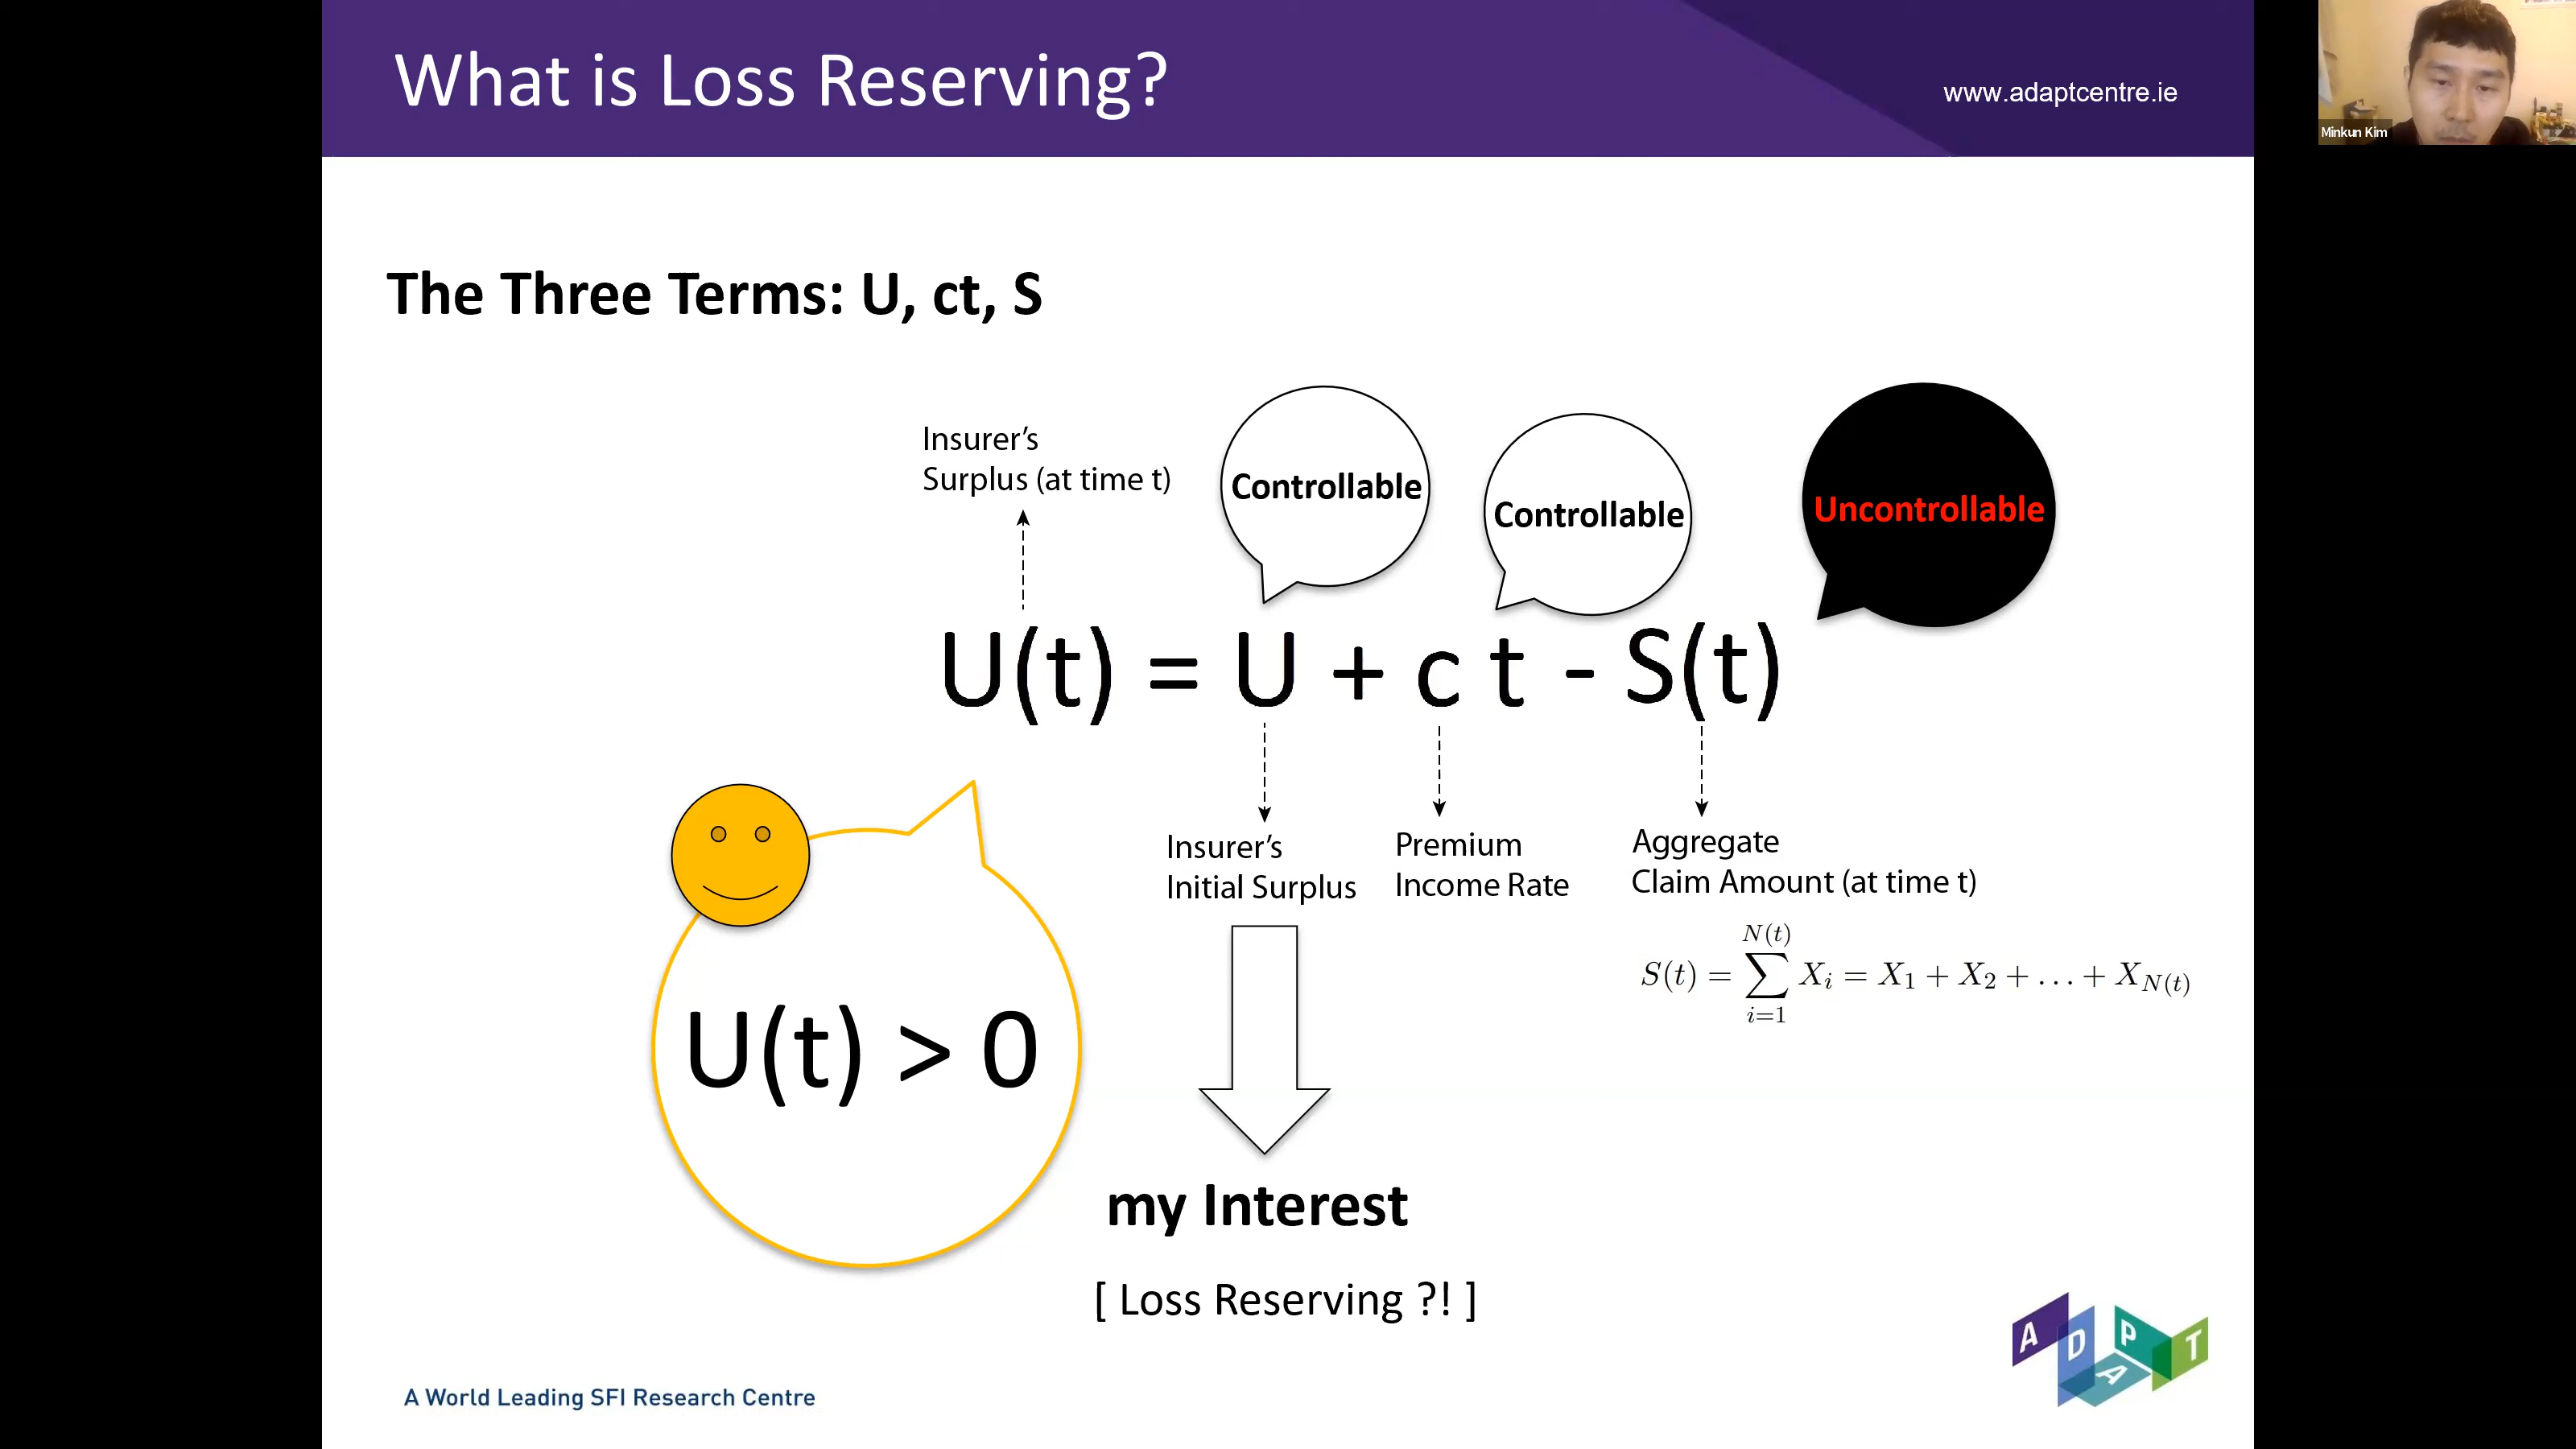 What is Loss Reserving?
www.adaptcentre.ie
Minkun Kim
The Three Terms: U, ct, S
Insurer’s
Surplus (at time t)
Controllable
Controllable
Uncontrollable
U(t) = U + c t - S(t)
Insurer’s
Initial Surplus
Premium
Income Rate
Aggregate
Claim Amount (at time t)
S(t) = \sum_{i=1}^{N(t)} X_i = X_1 + X_2 + ... + X_{N(t)}
U(t) > 0
my Interest
[ Loss Reserving ?! ]
A World Leading SFI Research Centre
ADAPT